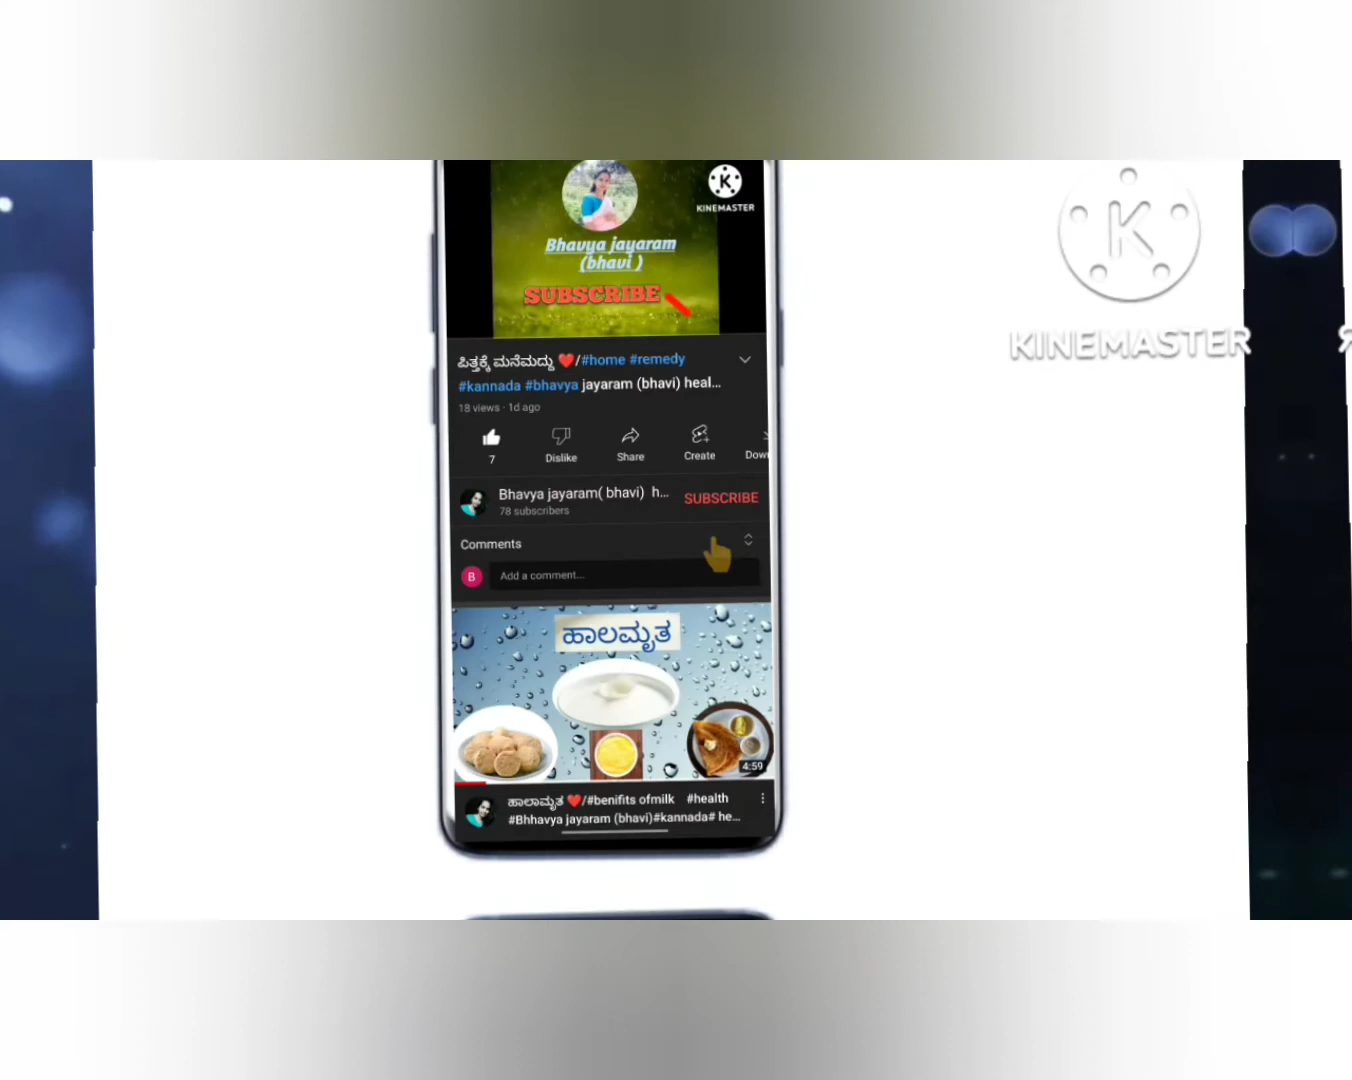 KINEMASTER
Bhavya jayaram
(bhavi )
SUBSCRIBE
ಪಿತ್ತಕ್ಕೆ ಮನೆಮದ್ದು ❤️/#home #remedy
#kannada #bhavya jayaram (bhavi) heal...
18 views · 1d ago
7
Dislike
Share
Create
Down
Bhavya jayaram( bhavi) h...
SUBSCRIBE
78 subscribers
Comments
B
Add a comment...
ಹಾಲಮೃತ
4:59
ಹಾಲಾಮೃತ ❤️/#benifits ofmilk #health
#Bhhavya jayaram (bhavi)#kannada# he...
K
KINEMASTER